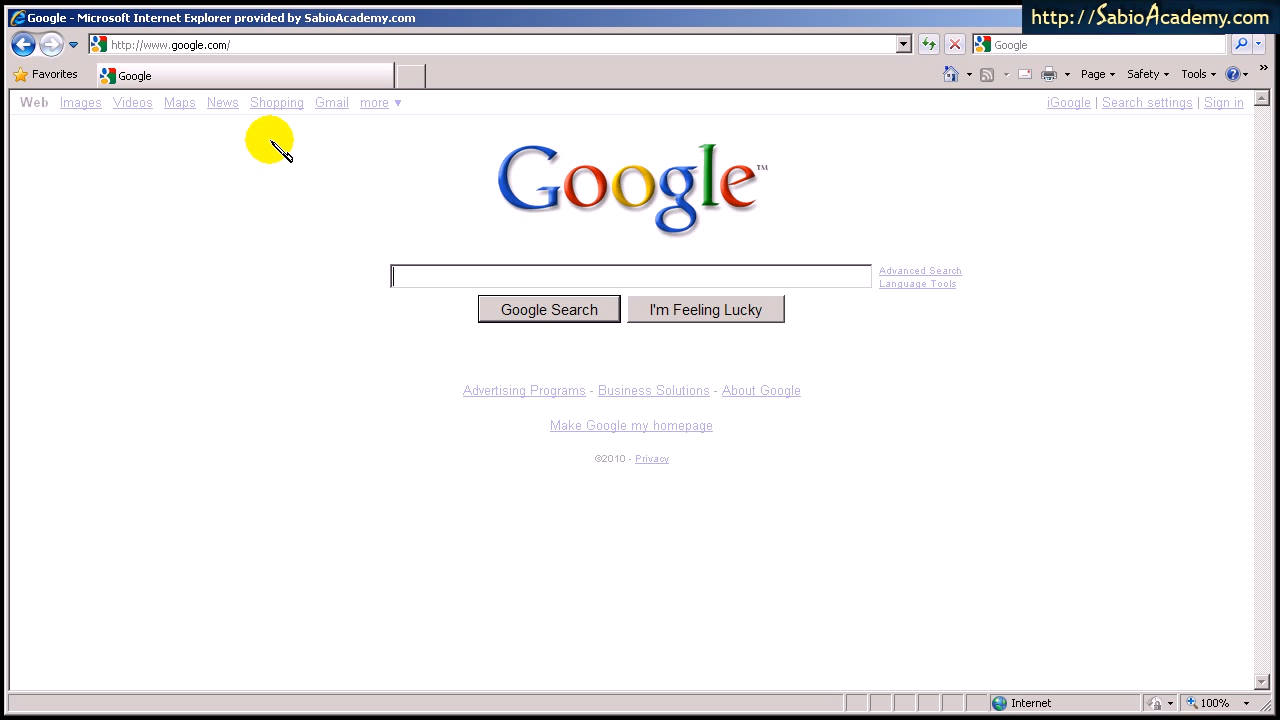 Google - Microsoft Internet Explorer provided by SabioAcademy.com
http://SabioAcademy.com
http://www.google.com/
Google
Favorites
Google
Page
Safety
Tools
Web Images Videos Maps News Shopping Gmail more ▼
iGoogle | Search settings | Sign in
Google™
Advanced Search
Language Tools
Google Search
I'm Feeling Lucky
Advertising Programs - Business Solutions - About Google
Make Google my homepage
©2010 - Privacy
Internet
100%